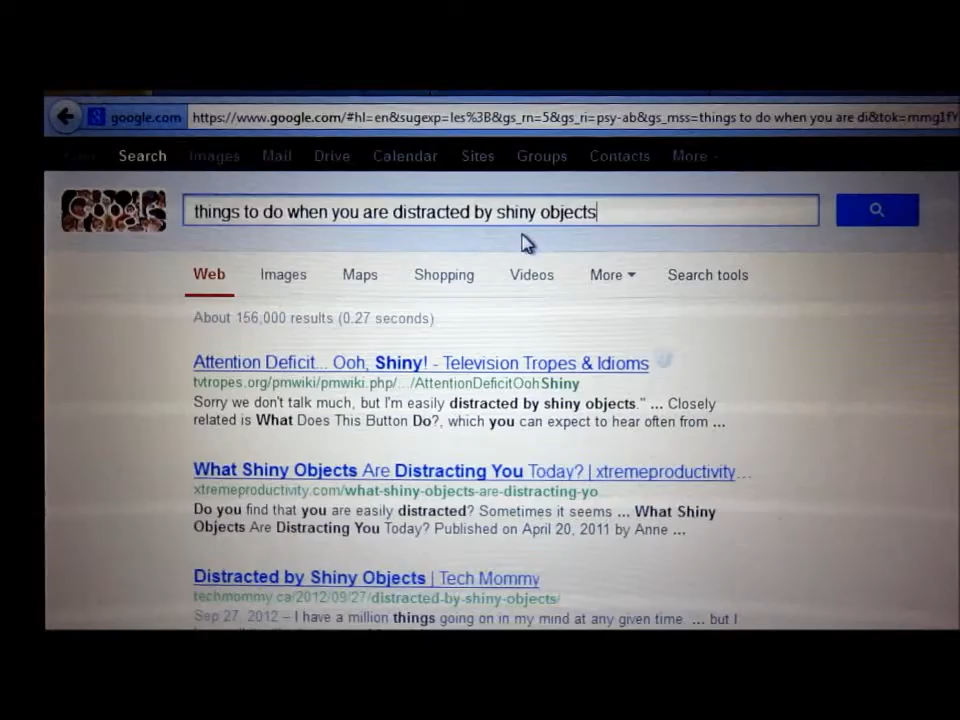 google.com https://www.google.com/#hl=en&sugexp=les%3B&gs_rn=5&gs_ri=psy-ab&gs_mss=things to do when you are di&tok=mmg1fY
Search Images Mail Drive Calendar Sites Groups Contacts More
Google things to do when you are distracted by shiny objects
Web Images Maps Shopping Videos More Search tools
About 156,000 results (0.27 seconds)
Attention Deficit... Ooh, Shiny! - Television Tropes & Idioms
tvtropes.org/pmwiki/pmwiki.php/.../AttentionDeficitOohShiny
Sorry we don't talk much, but I'm easily distracted by shiny objects." ... Closely
related is What Does This Button Do?, which you can expect to hear often from ...
What Shiny Objects Are Distracting You Today? | xtremeproductivity...
xtremeproductivity.com/what-shiny-objects-are-distracting-yo
Do you find that you are easily distracted? Sometimes it seems ... What Shiny
Objects Are Distracting You Today? Published on April 20, 2011 by Anne ...
Distracted by Shiny Objects | Tech Mommy
techmommy.ca/2012/09/27/distracted-by-shiny-objects/
Sep 27, 2012 – I have a million things going on in my mind at any given time. ... but I